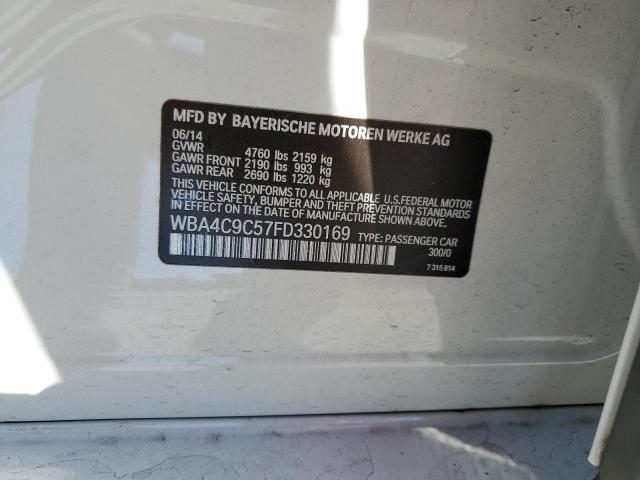 MFD BY BAYERISCHE MOTOREN WERKE AG
06/14
GVWR 4760 lbs 2159 kg
GAWR FRONT 2190 lbs 993 kg
GAWR REAR 2690 lbs 1220 kg
THIS VEHICLE CONFORMS TO ALL APPLICABLE U.S.FEDERAL MOTOR
VEHICLE SAFETY, BUMPER AND THEFT PREVENTION STANDARDS
IN EFFECT ON THE DATE OF MANUFACTURE SHOWN ABOVE.
WBA4C9C57FD330169 TYPE: PASSENGER CAR
300/0
7 315 814